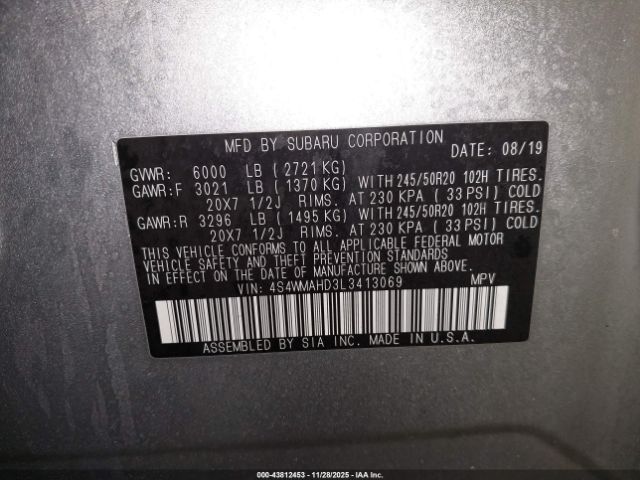 MFD BY SUBARU CORPORATION
DATE: 08/19
GVWR: 6000 LB (2721 KG)
GAWR:F 3021 LB (1370 KG) WITH 245/50R20 102H TIRES.
20X7 1/2J RIMS. AT 230 KPA (33 PSI) COLD
GAWR:R 3296 LB (1495 KG) WITH 245/50R20 102H TIRES.
20X7 1/2J RIMS. AT 230 KPA (33 PSI) COLD
THIS VEHICLE CONFORMS TO ALL APPLICABLE FEDERAL MOTOR
VEHICLE SAFETY AND THEFT PREVENTION STANDARDS
IN EFFECT ON THE DATE OF MANUFACTURE SHOWN ABOVE.
VIN: 4S4WMAHD3L3413069 MPV
ASSEMBLED BY SIA INC. MADE IN U.S.A.
000-43812453 - 11/28/2025 - IAA Inc.